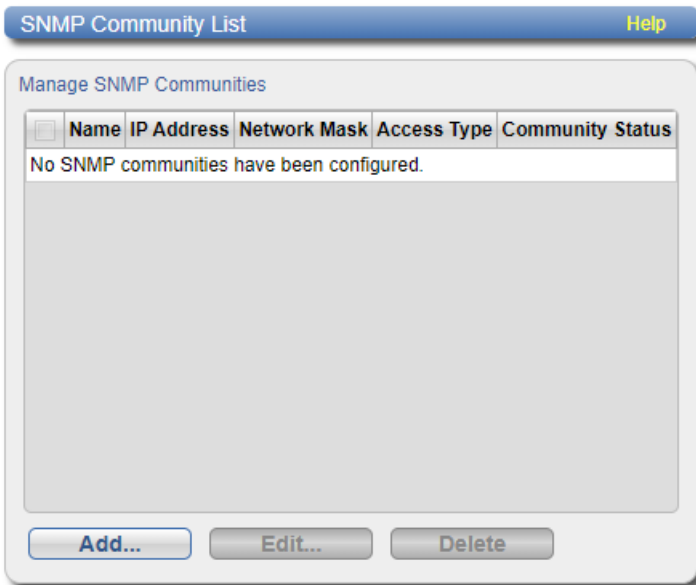 SNMP Community List Help
Manage SNMP Communities
Name IP Address Network Mask Access Type Community Status
No SNMP communities have been configured.
Add... Edit... Delete